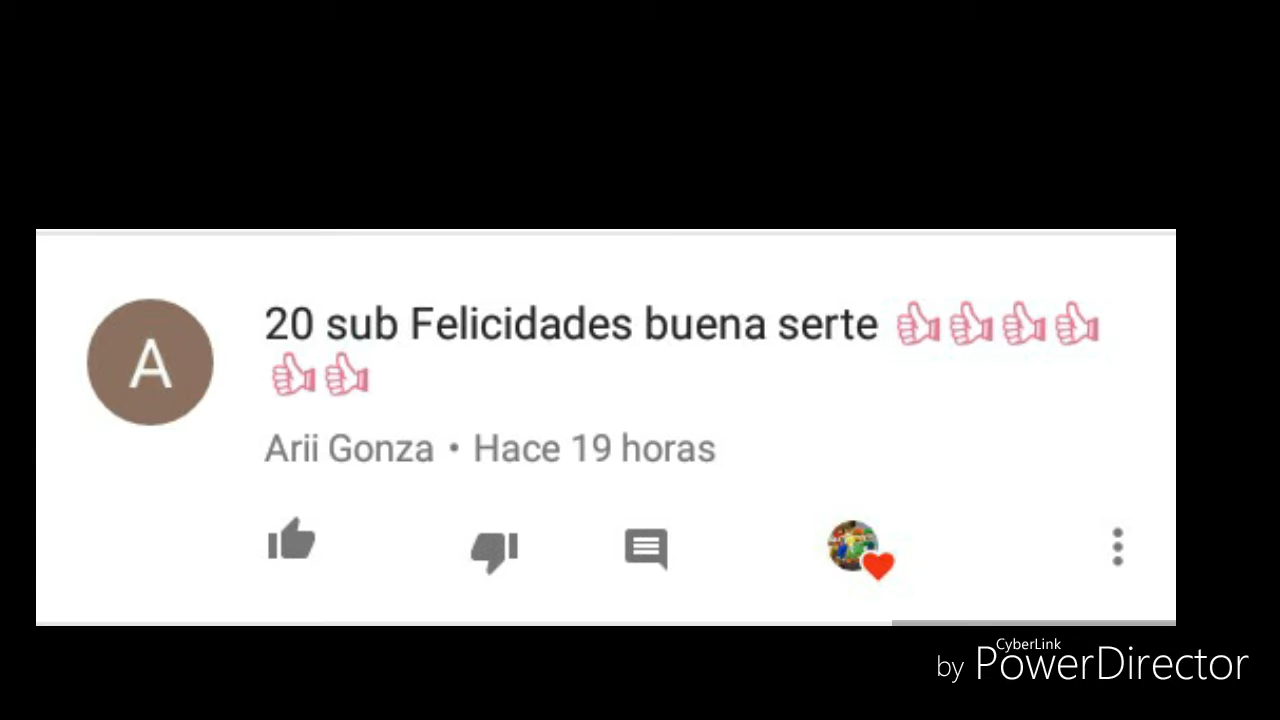 A
20 sub Felicidades buena serte 👍👍👍👍
👍👍
Arii Gonza • Hace 19 horas
CyberLink
by PowerDirector